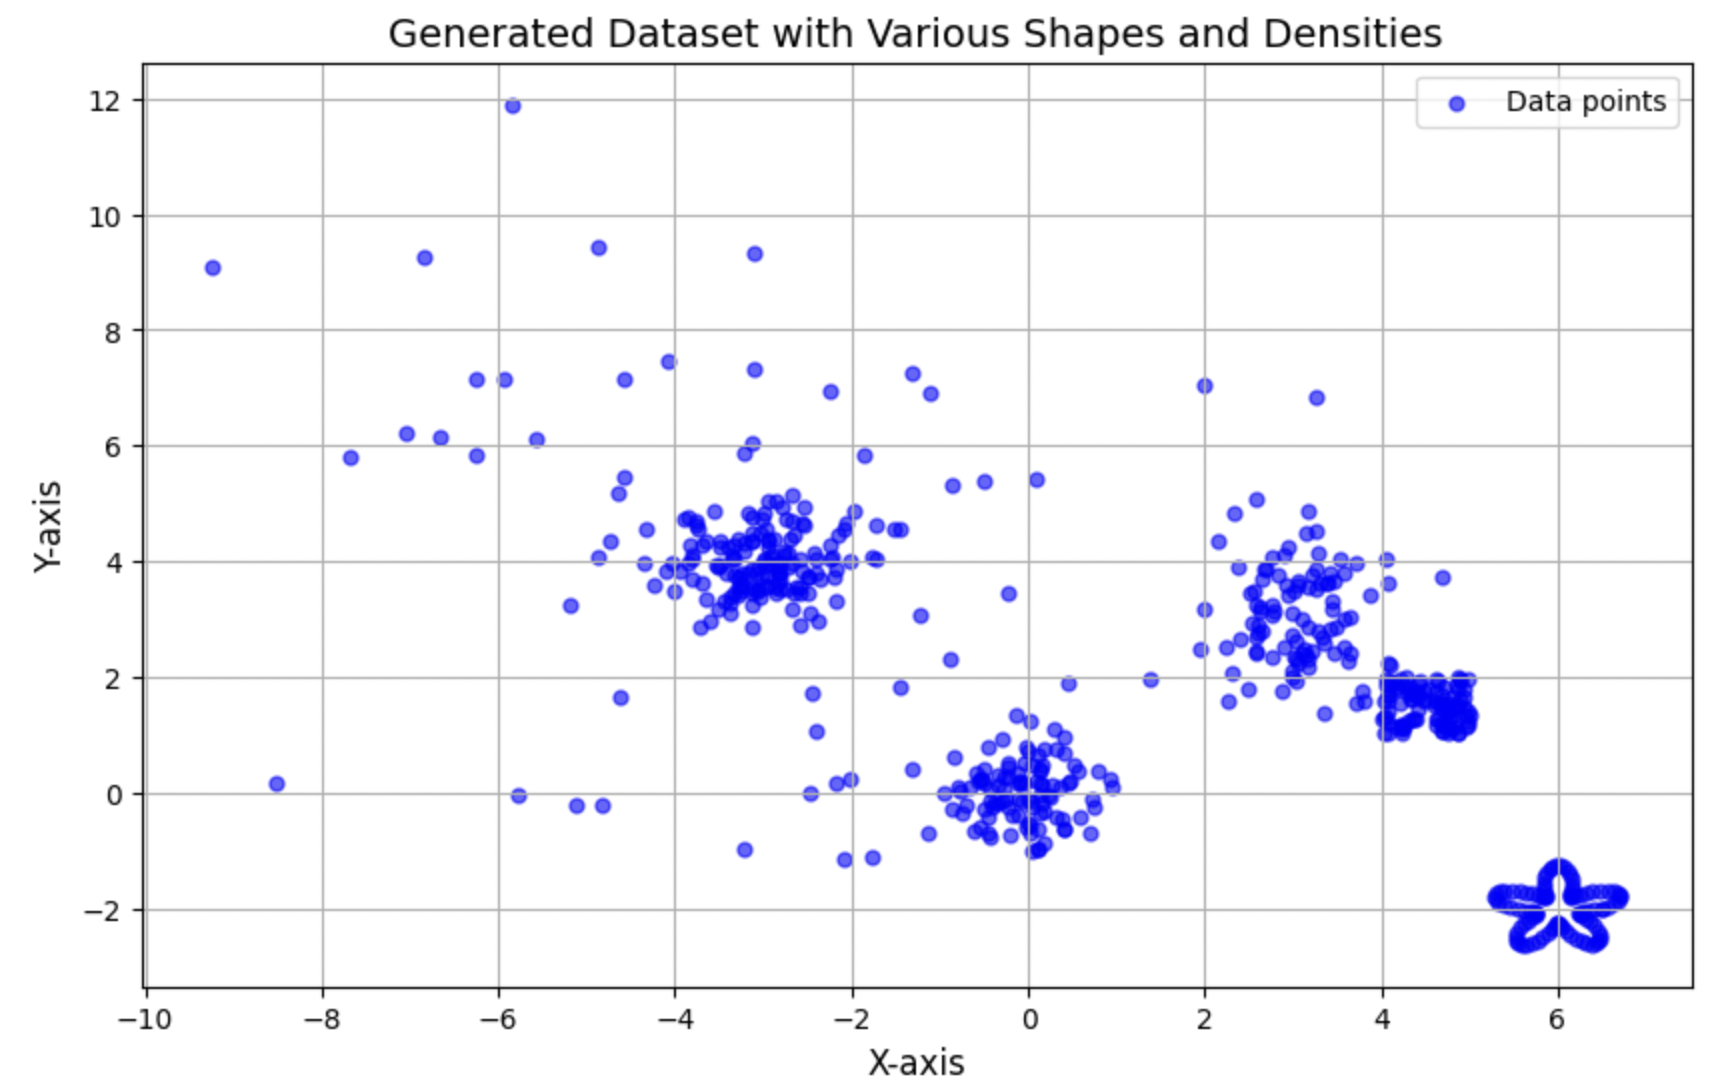 Generated Dataset with Various Shapes and Densities
Data points
12
10
8
6
4
2
0
−2
Y-axis
−10 −8 −6 −4 −2 0 2 4 6
X-axis